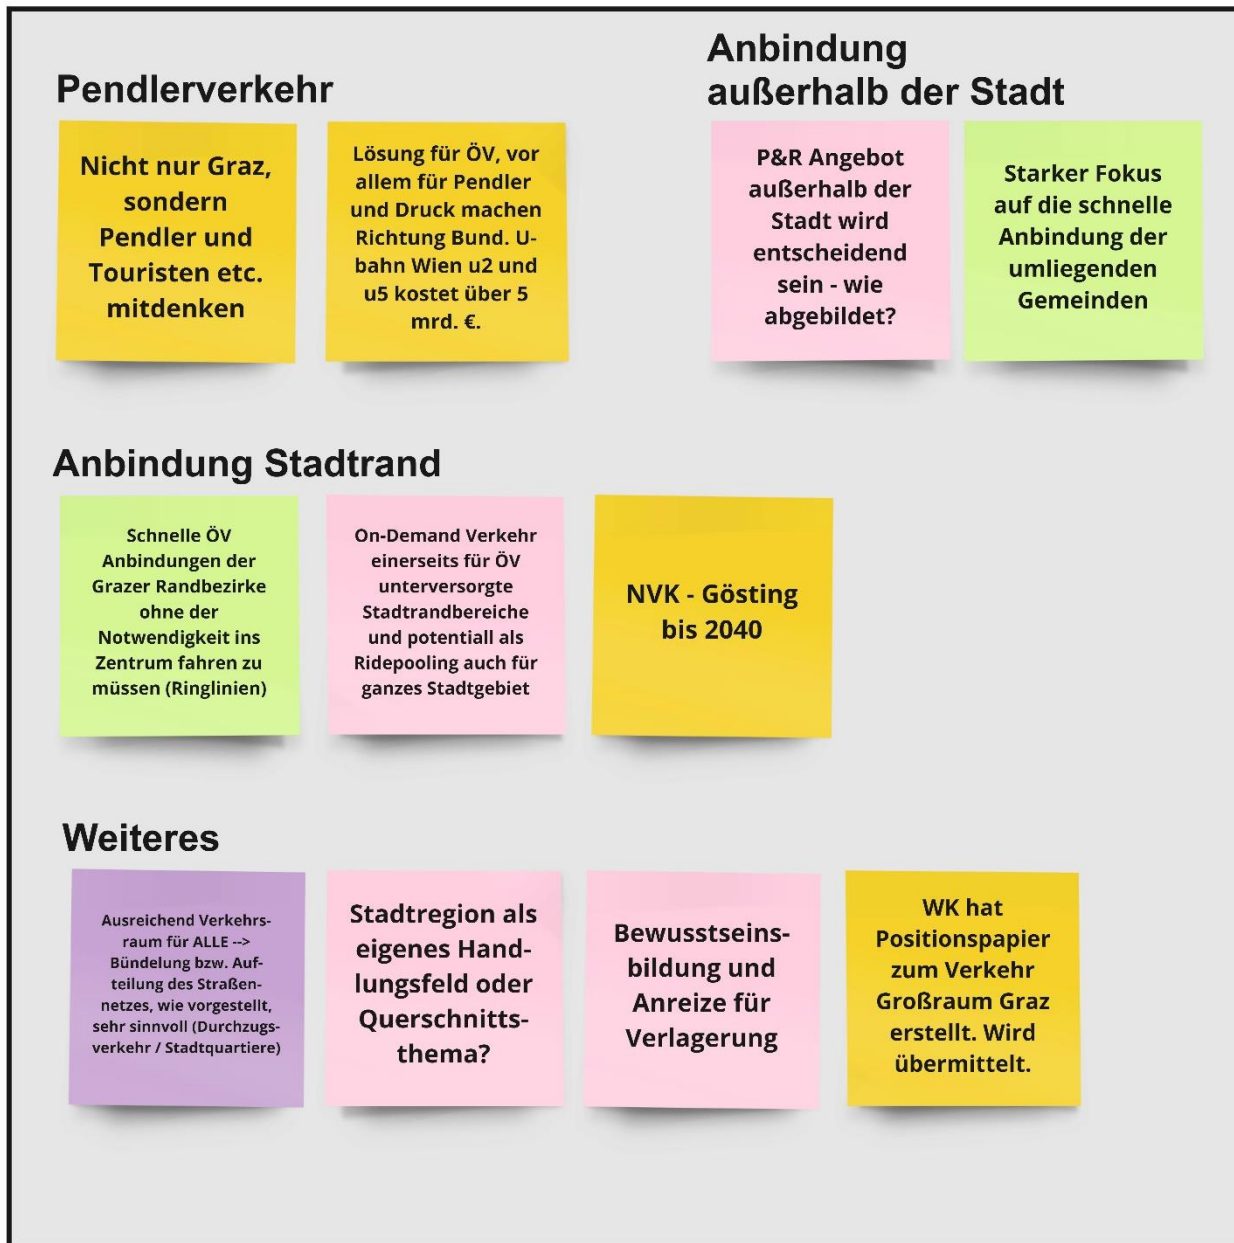 Pendlerverkehr
Nicht nur Graz,
sondern
Pendler und
Touristen etc.
mitdenken
Lösung für ÖV, vor
allem für Pendler
und Druck machen
Richtung Bund. U-
bahn Wien u2 und
u5 kostet über 5
mrd. €.
Anbindung
außerhalb der Stadt
P&R Angebot
außerhalb der
Stadt wird
entscheidend
sein - wie
abgebildet?
Starker Fokus
auf die schnelle
Anbindung der
umliegenden
Gemeinden
Anbindung Stadtrand
Schnelle ÖV
Anbindungen der
Grazer Randbezirke
ohne der
Notwendigkeit ins
Zentrum fahren zu
müssen (Ringlinien)
On-Demand Verkehr
einerseits für ÖV
unterversorgte
Stadtrandbereiche
und potentiall als
Ridepooling auch für
ganzes Stadtgebiet
NVK - Gösting
bis 2040
Weiteres
Ausreichend Verkehrs-
raum für ALLE -->
Bündelung bzw. Auf-
teilung des Straßen-
netzes, wie vorgestellt,
sehr sinnvoll (Durchzugs-
verkehr / Stadtquartiere)
Stadtregion als
eigenes Hand-
lungsfeld oder
Querschnitts-
thema?
Bewusstseins-
bildung und
Anreize für
Verlagerung
WK hat
Positionspapier
zum Verkehr
Großraum Graz
erstellt. Wird
übermittelt.